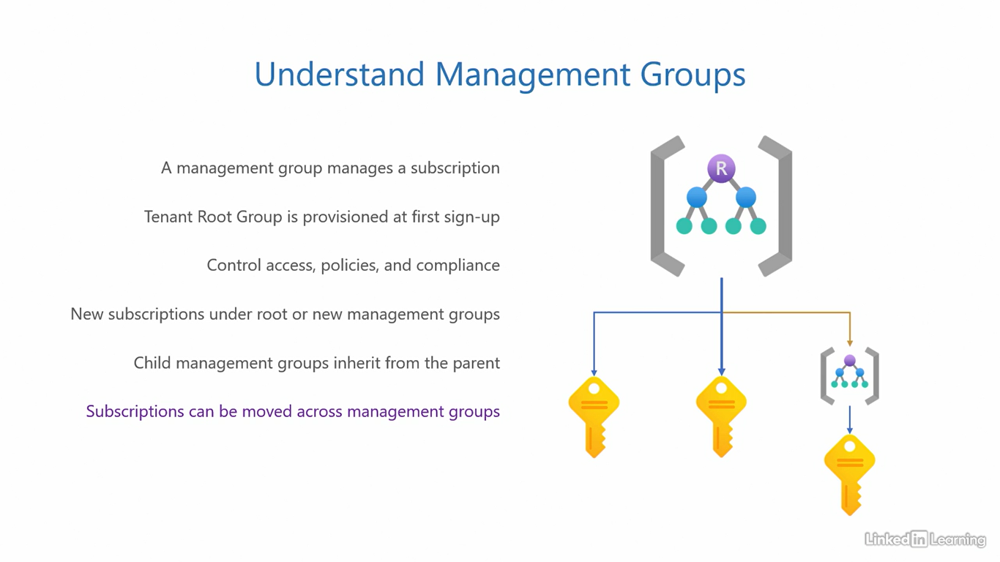 Understand Management Groups
A management group manages a subscription
Tenant Root Group is provisioned at first sign-up
Control access, policies, and compliance
New subscriptions under root or new management groups
Child management groups inherit from the parent
Subscriptions can be moved across management groups
R
Linked in Learning